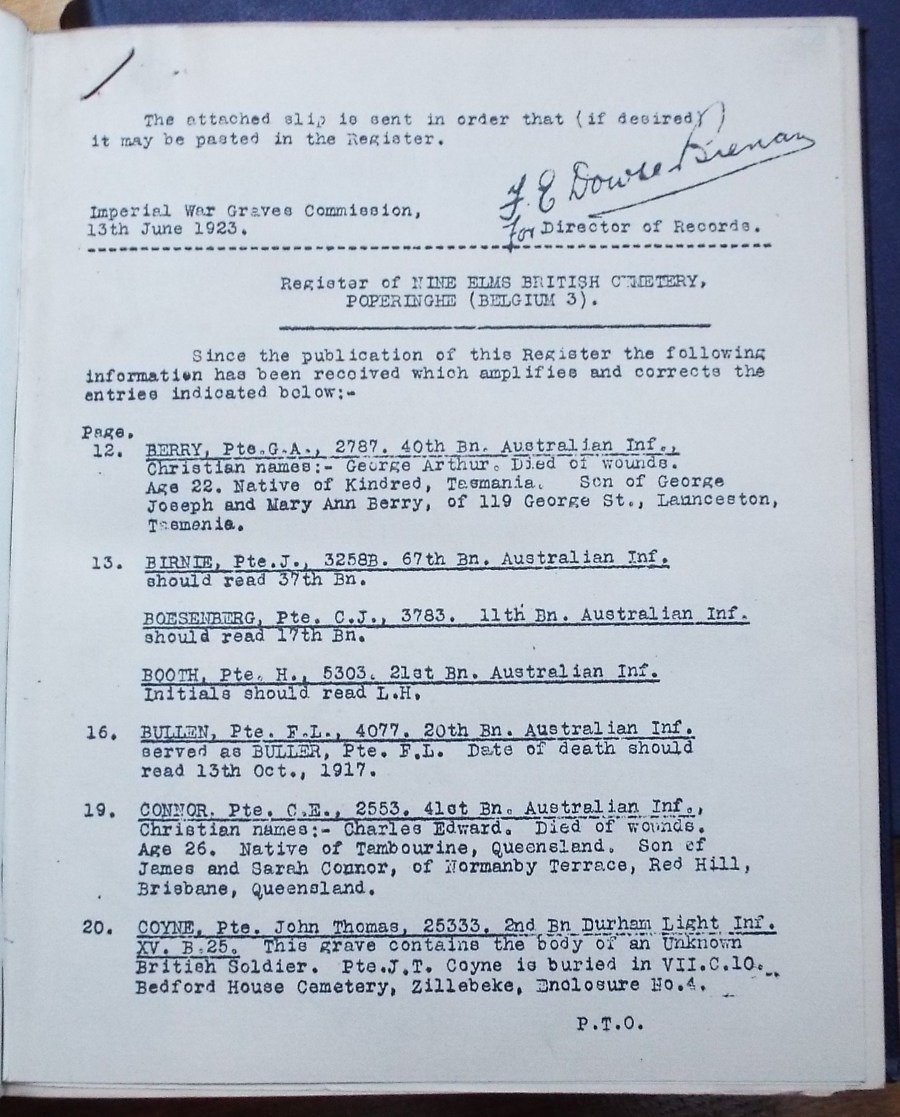 The attached slip is sent in order that (if desired)
it may be pasted in the Register.
F. E Dowse Brenan
Imperial War Graves Commission,
13th June 1923.
for Director of Records.
Register of NINE ELMS BRITISH CEMETERY,
POPERINGHE (BELGIUM 3).
Since the publication of this Register the following
information has been received which amplifies and corrects the
entries indicated below:-
Page.
12. BERRY, Pte.G.A., 2787. 40th Bn. Australian Inf.,
Christian names:- George Arthur. Died of wounds.
Age 22. Native of Kindred, Tasmania. Son of George
Joseph and Mary Ann Berry, of 119 George St., Launceston,
Tasmania.
13. BIRNIE, Pte.J., 3258B. 67th Bn. Australian Inf.
should read 37th Bn.
BOESENBERG, Pte. C.J., 3783. 11th Bn. Australian Inf.
should read 17th Bn.
BOOTH, Pte. H., 5303. 21st Bn. Australian Inf.
Initials should read L.H.
16. BULLEN, Pte. F.L., 4077. 20th Bn. Australian Inf.
served as BULLER, Pte. F.L. Date of death should
read 13th Oct., 1917.
19. CONNOR. Pte. C.E., 2553. 41st Bn. Australian Inf.,
Christian names:- Charles Edward. Died of wounds.
Age 26. Native of Tambourine, Queensland. Son of
James and Sarah Connor, of Normanby Terrace, Red Hill,
Brisbane, Queensland.
20. COYNE, Pte. John Thomas, 25333. 2nd Bn Durham Light Inf.
XV. B.25. This grave contains the body of an Unknown
British Soldier. Pte.J.T. Coyne is buried in VII.C.10.
Bedford House Cemetery, Zillebeke, Enclosure No.4.
P.T.O.